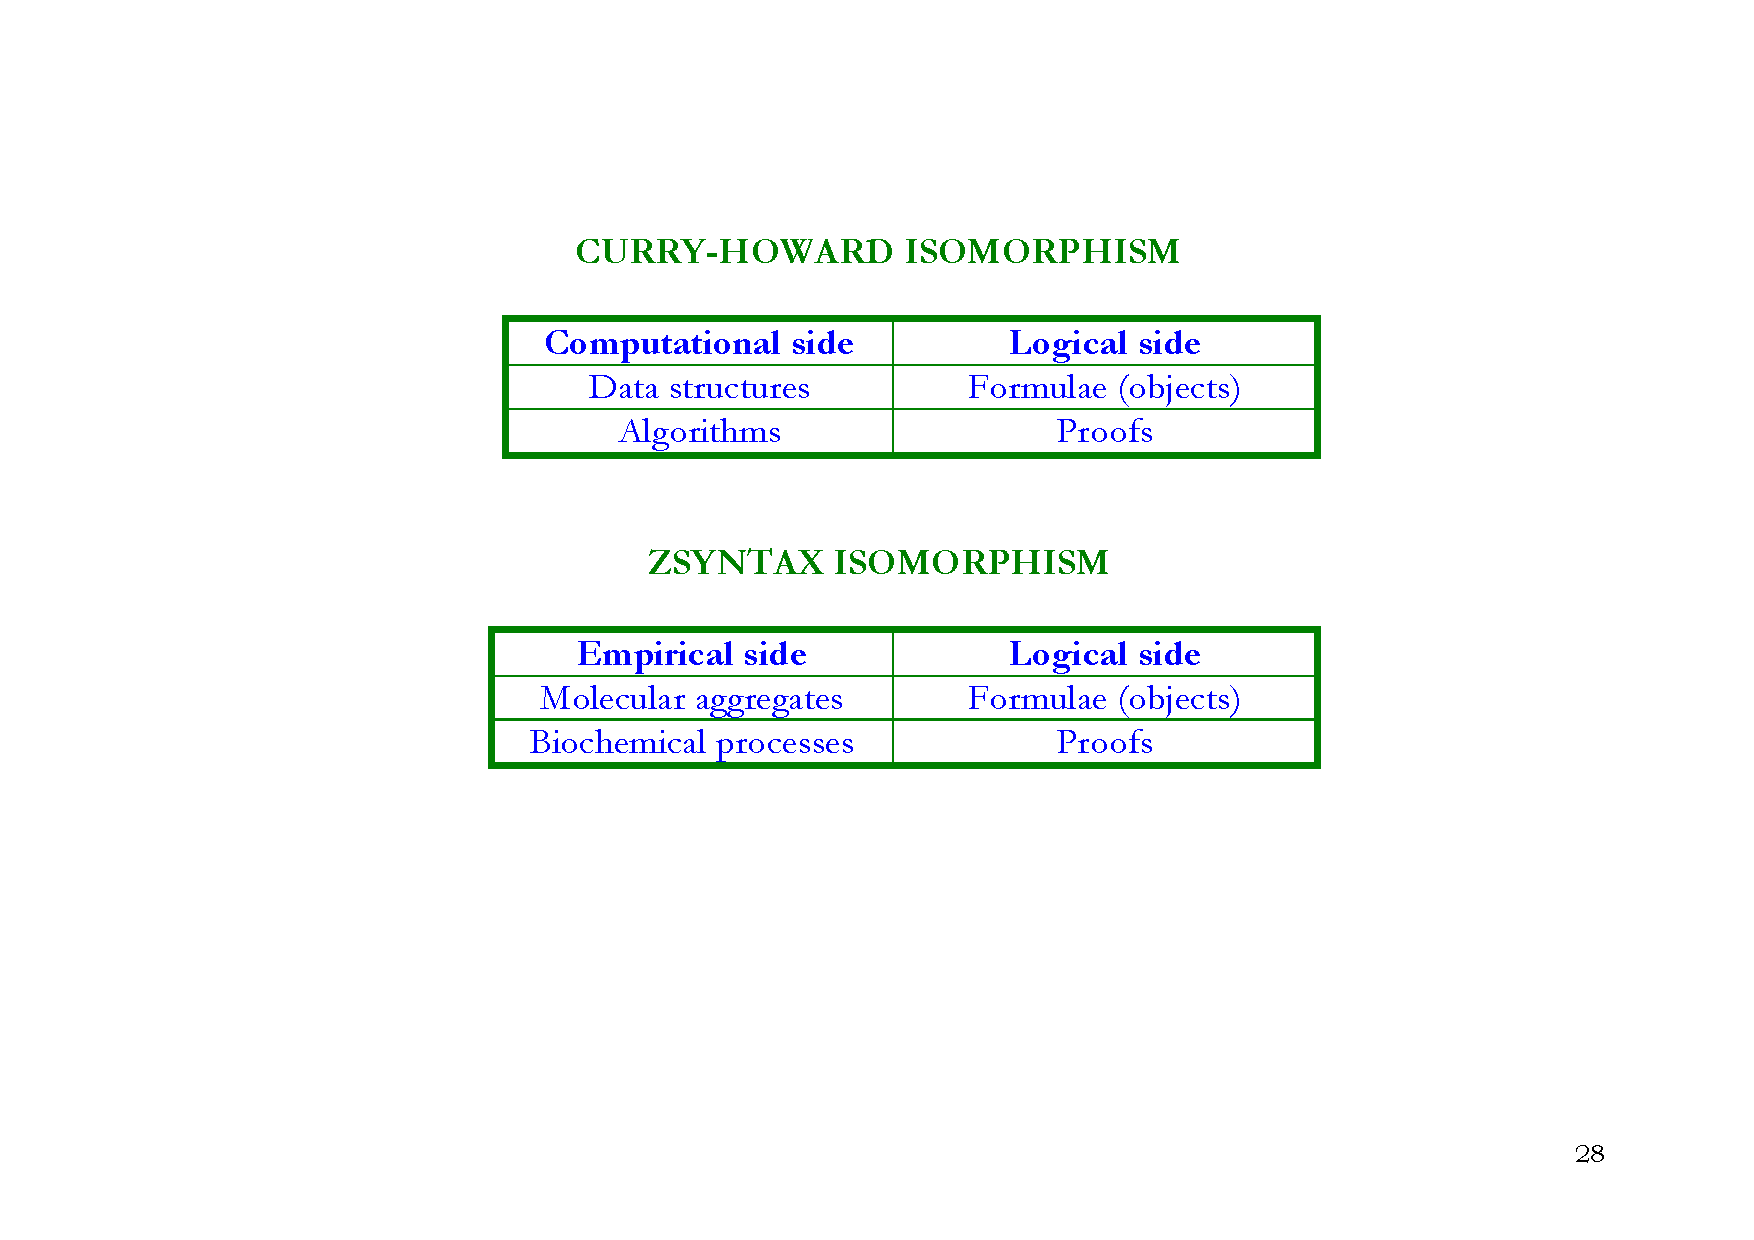 CURRY-HOWARD ISOMORPHISM
Computational side Logical side
Data structures Formulae (objects)
Algorithms Proofs
ZSYNTAX ISOMORPHISM
Empirical side Logical side
Molecular aggregates Formulae (objects)
Biochemical processes Proofs
28